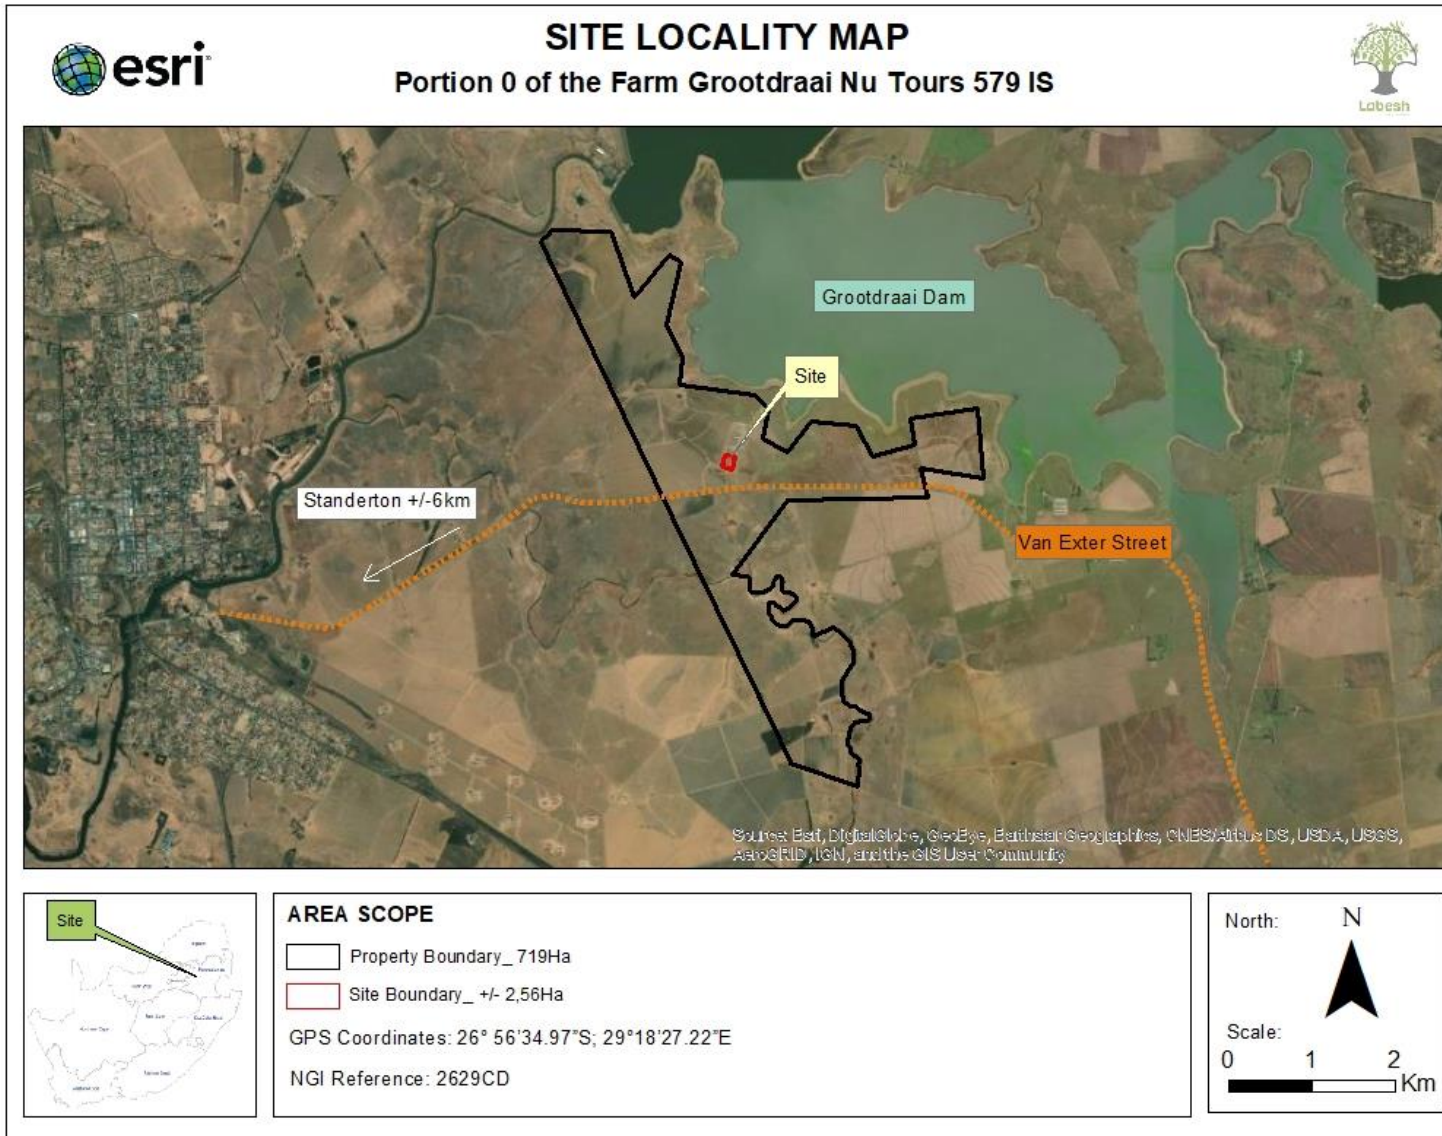 SITE LOCALITY MAP
Portion 0 of the Farm Grootdraai Nu Tours 579 IS
esri
Labesh
Grootdraai Dam
Site
Standerton +/-6km
Van Exter Street
Source: Esri, DigitalGlobe, GeoEye, Earthstar Geographics, CNES/Airbus DS, USDA, USGS,
AeroGRID, IGN, and the GIS User Community
Site
AREA SCOPE
Property Boundary_ 719Ha
Site Boundary_ +/- 2,56Ha
GPS Coordinates: 26° 56'34.97"S; 29°18'27.22"E
NGI Reference: 2629CD
North:
N
Scale:
0 1 2
Km